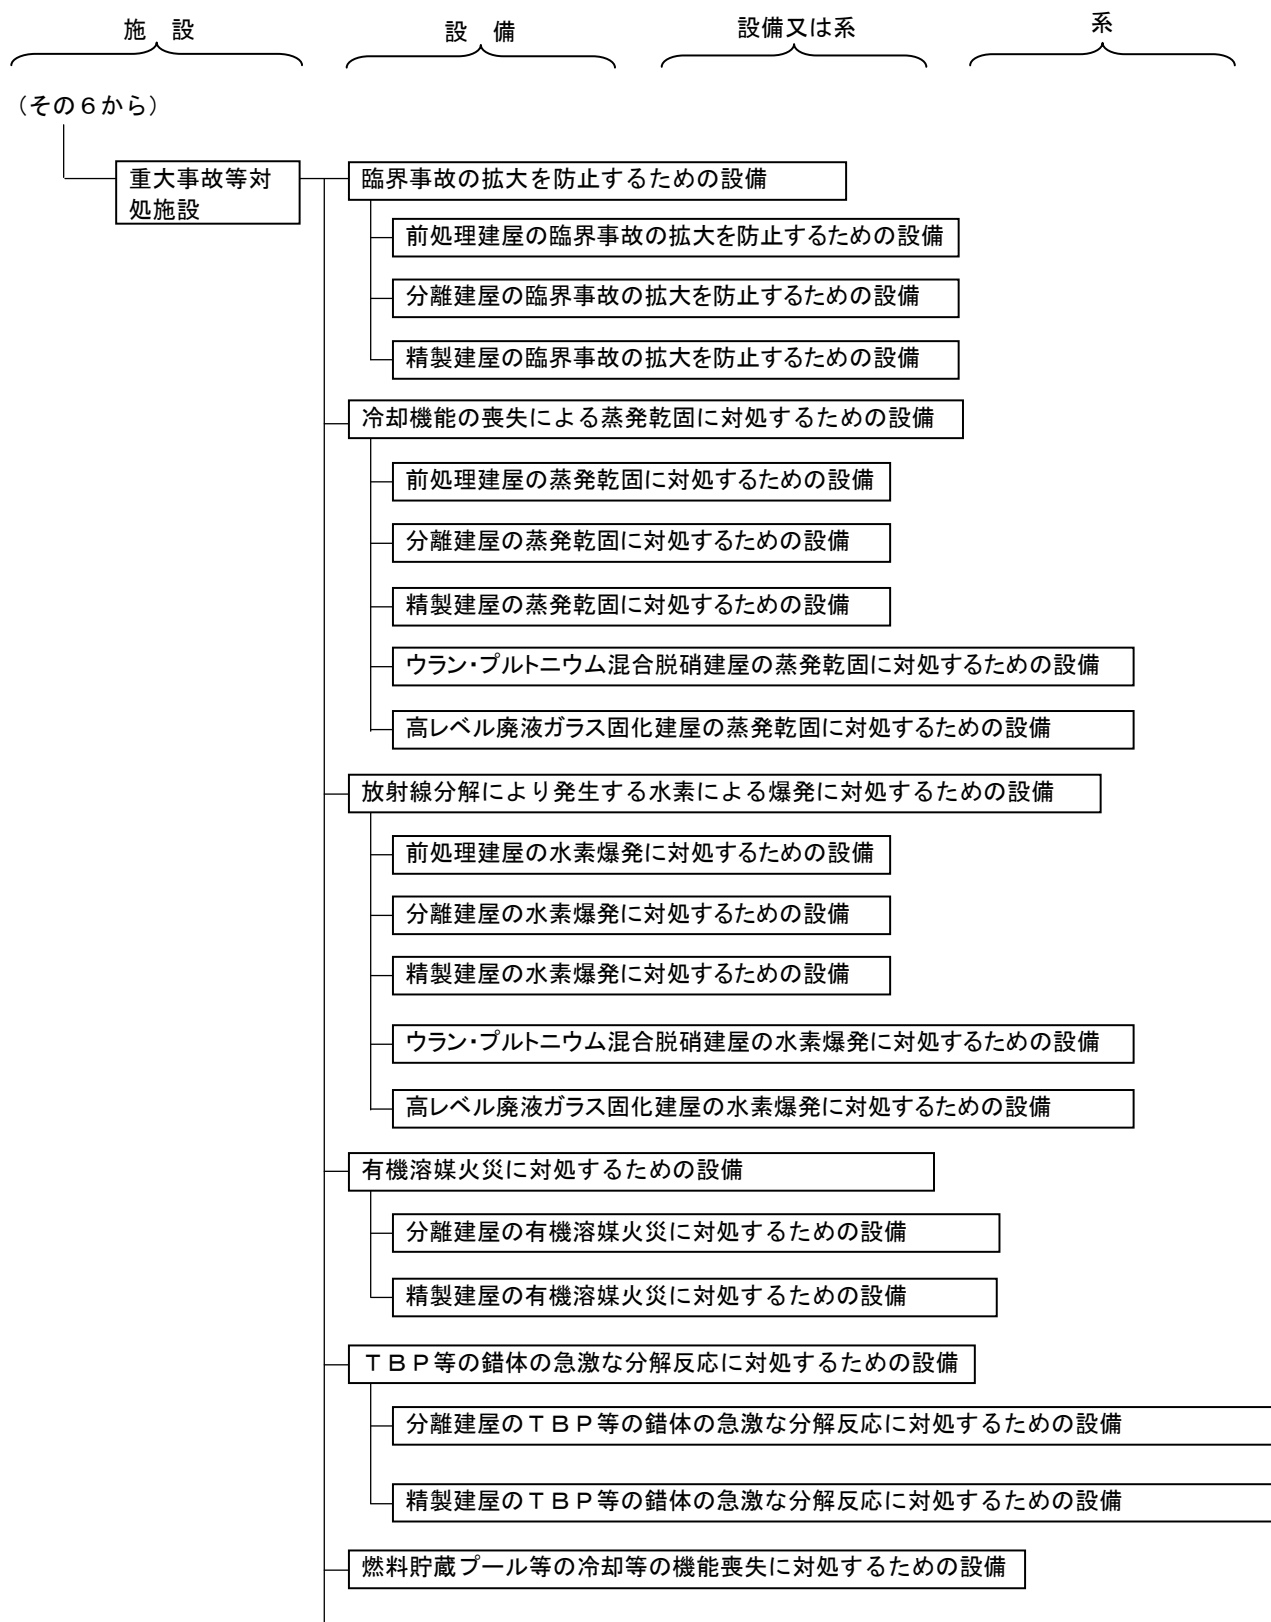 施　設　設　備　設備又は系　系
（その６から）
重大事故等対
処施設
臨界事故の拡大を防止するための設備
前処理建屋の臨界事故の拡大を防止するための設備
分離建屋の臨界事故の拡大を防止するための設備
精製建屋の臨界事故の拡大を防止するための設備
冷却機能の喪失による蒸発乾固に対処するための設備
前処理建屋の蒸発乾固に対処するための設備
分離建屋の蒸発乾固に対処するための設備
精製建屋の蒸発乾固に対処するための設備
ウラン・プルトニウム混合脱硝建屋の蒸発乾固に対処するための設備
高レベル廃液ガラス固化建屋の蒸発乾固に対処するための設備
放射線分解により発生する水素による爆発に対処するための設備
前処理建屋の水素爆発に対処するための設備
分離建屋の水素爆発に対処するための設備
精製建屋の水素爆発に対処するための設備
ウラン・プルトニウム混合脱硝建屋の水素爆発に対処するための設備
高レベル廃液ガラス固化建屋の水素爆発に対処するための設備
有機溶媒火災に対処するための設備
分離建屋の有機溶媒火災に対処するための設備
精製建屋の有機溶媒火災に対処するための設備
ＴＢＰ等の錯体の急激な分解反応に対処するための設備
分離建屋のＴＢＰ等の錯体の急激な分解反応に対処するための設備
精製建屋のＴＢＰ等の錯体の急激な分解反応に対処するための設備
燃料貯蔵プール等の冷却等の機能喪失に対処するための設備